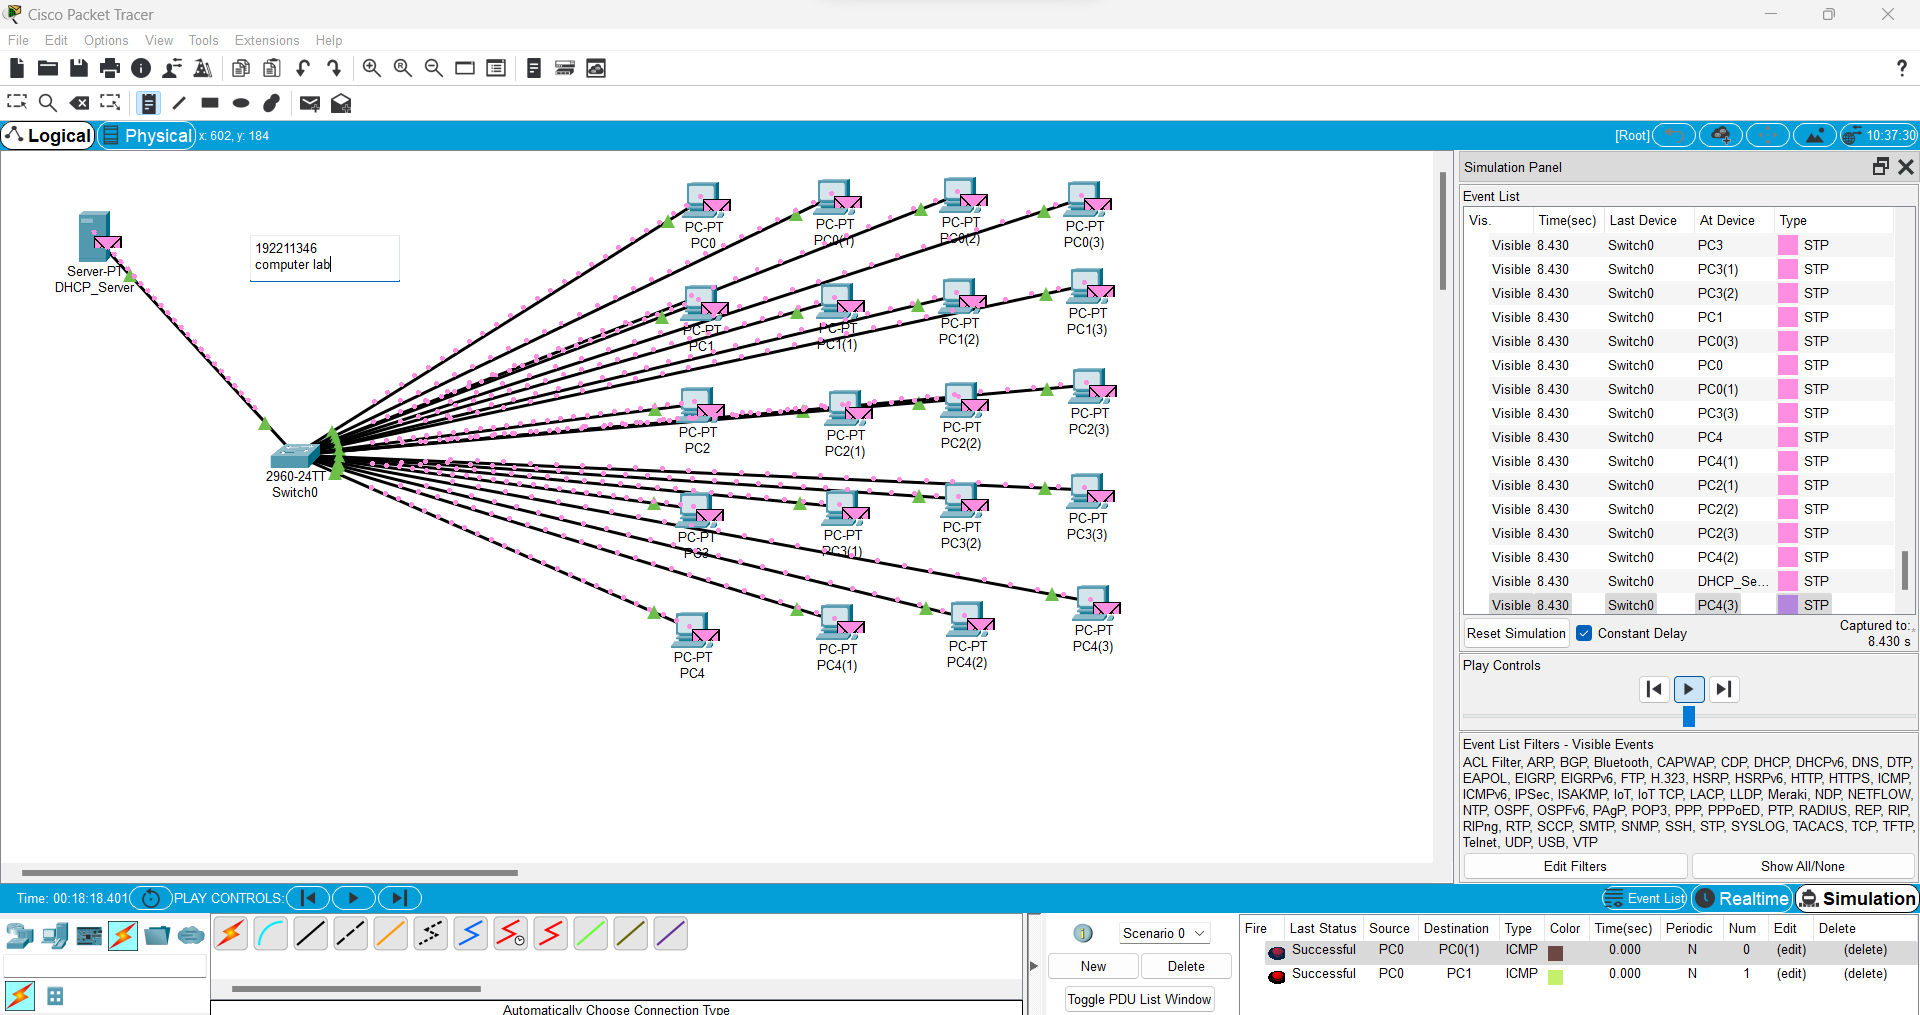 Cisco Packet Tracer
File Edit Options View Tools Extensions Help
?
Logical Physical x: 602, y: 184 [Root] 10:37:30
Server-PT
DHCP_Server
192211346
computer lab
2960-24TT
Switch0
PC-PT
PC0
PC-PT
PC0(1)
PC-PT
PC0(2)
PC-PT
PC0(3)
PC-PT
PC1
PC-PT
PC1(1)
PC-PT
PC1(2)
PC-PT
PC1(3)
PC-PT
PC2
PC-PT
PC2(1)
PC-PT
PC2(2)
PC-PT
PC2(3)
PC-PT
PC3
PC-PT
PC3(1)
PC-PT
PC3(2)
PC-PT
PC3(3)
PC-PT
PC4
PC-PT
PC4(1)
PC-PT
PC4(2)
PC-PT
PC4(3)
Simulation Panel
Event List
Vis. Time(sec) Last Device At Device Type
Visible 8.430 Switch0 PC3 STP
Visible 8.430 Switch0 PC3(1) STP
Visible 8.430 Switch0 PC3(2) STP
Visible 8.430 Switch0 PC1 STP
Visible 8.430 Switch0 PC0(3) STP
Visible 8.430 Switch0 PC0 STP
Visible 8.430 Switch0 PC0(1) STP
Visible 8.430 Switch0 PC3(3) STP
Visible 8.430 Switch0 PC4 STP
Visible 8.430 Switch0 PC4(1) STP
Visible 8.430 Switch0 PC2(1) STP
Visible 8.430 Switch0 PC2(2) STP
Visible 8.430 Switch0 PC2(3) STP
Visible 8.430 Switch0 PC4(2) STP
Visible 8.430 Switch0 DHCP_Se... STP
Visible 8.430 Switch0 PC4(3) STP
Reset Simulation Constant Delay Captured to:
8.430 s
Play Controls
Event List Filters - Visible Events
ACL Filter, ARP, BGP, Bluetooth, CAPWAP, CDP, DHCP, DHCPv6, DNS, DTP,
EAPOL, EIGRP, EIGRPv6, FTP, H.323, HSRP, HSRPv6, HTTP, HTTPS, ICMP,
ICMPv6, IPSec, ISAKMP, IoT, IoT TCP, LACP, LLDP, Meraki, NDP, NETFLOW,
NTP, OSPF, OSPFv6, PAgP, POP3, PPP, PPPoED, PTP, RADIUS, REP, RIP,
RIPng, RTP, SCCP, SMTP, SNMP, SSH, STP, SYSLOG, TACACS, TCP, TFTP,
Telnet, UDP, USB, VTP
Edit Filters Show All/None
Time: 00:18:18.401 PLAY CONTROLS: Event List Realtime Simulation
Automatically Choose Connection Type
1 Scenario 0
New Delete
Toggle PDU List Window
Fire Last Status Source Destination Type Color Time(sec) Periodic Num Edit Delete
Successful PC0 PC0(1) ICMP 0.000 N 0 (edit) (delete)
Successful PC0 PC1 ICMP 0.000 N 1 (edit) (delete)